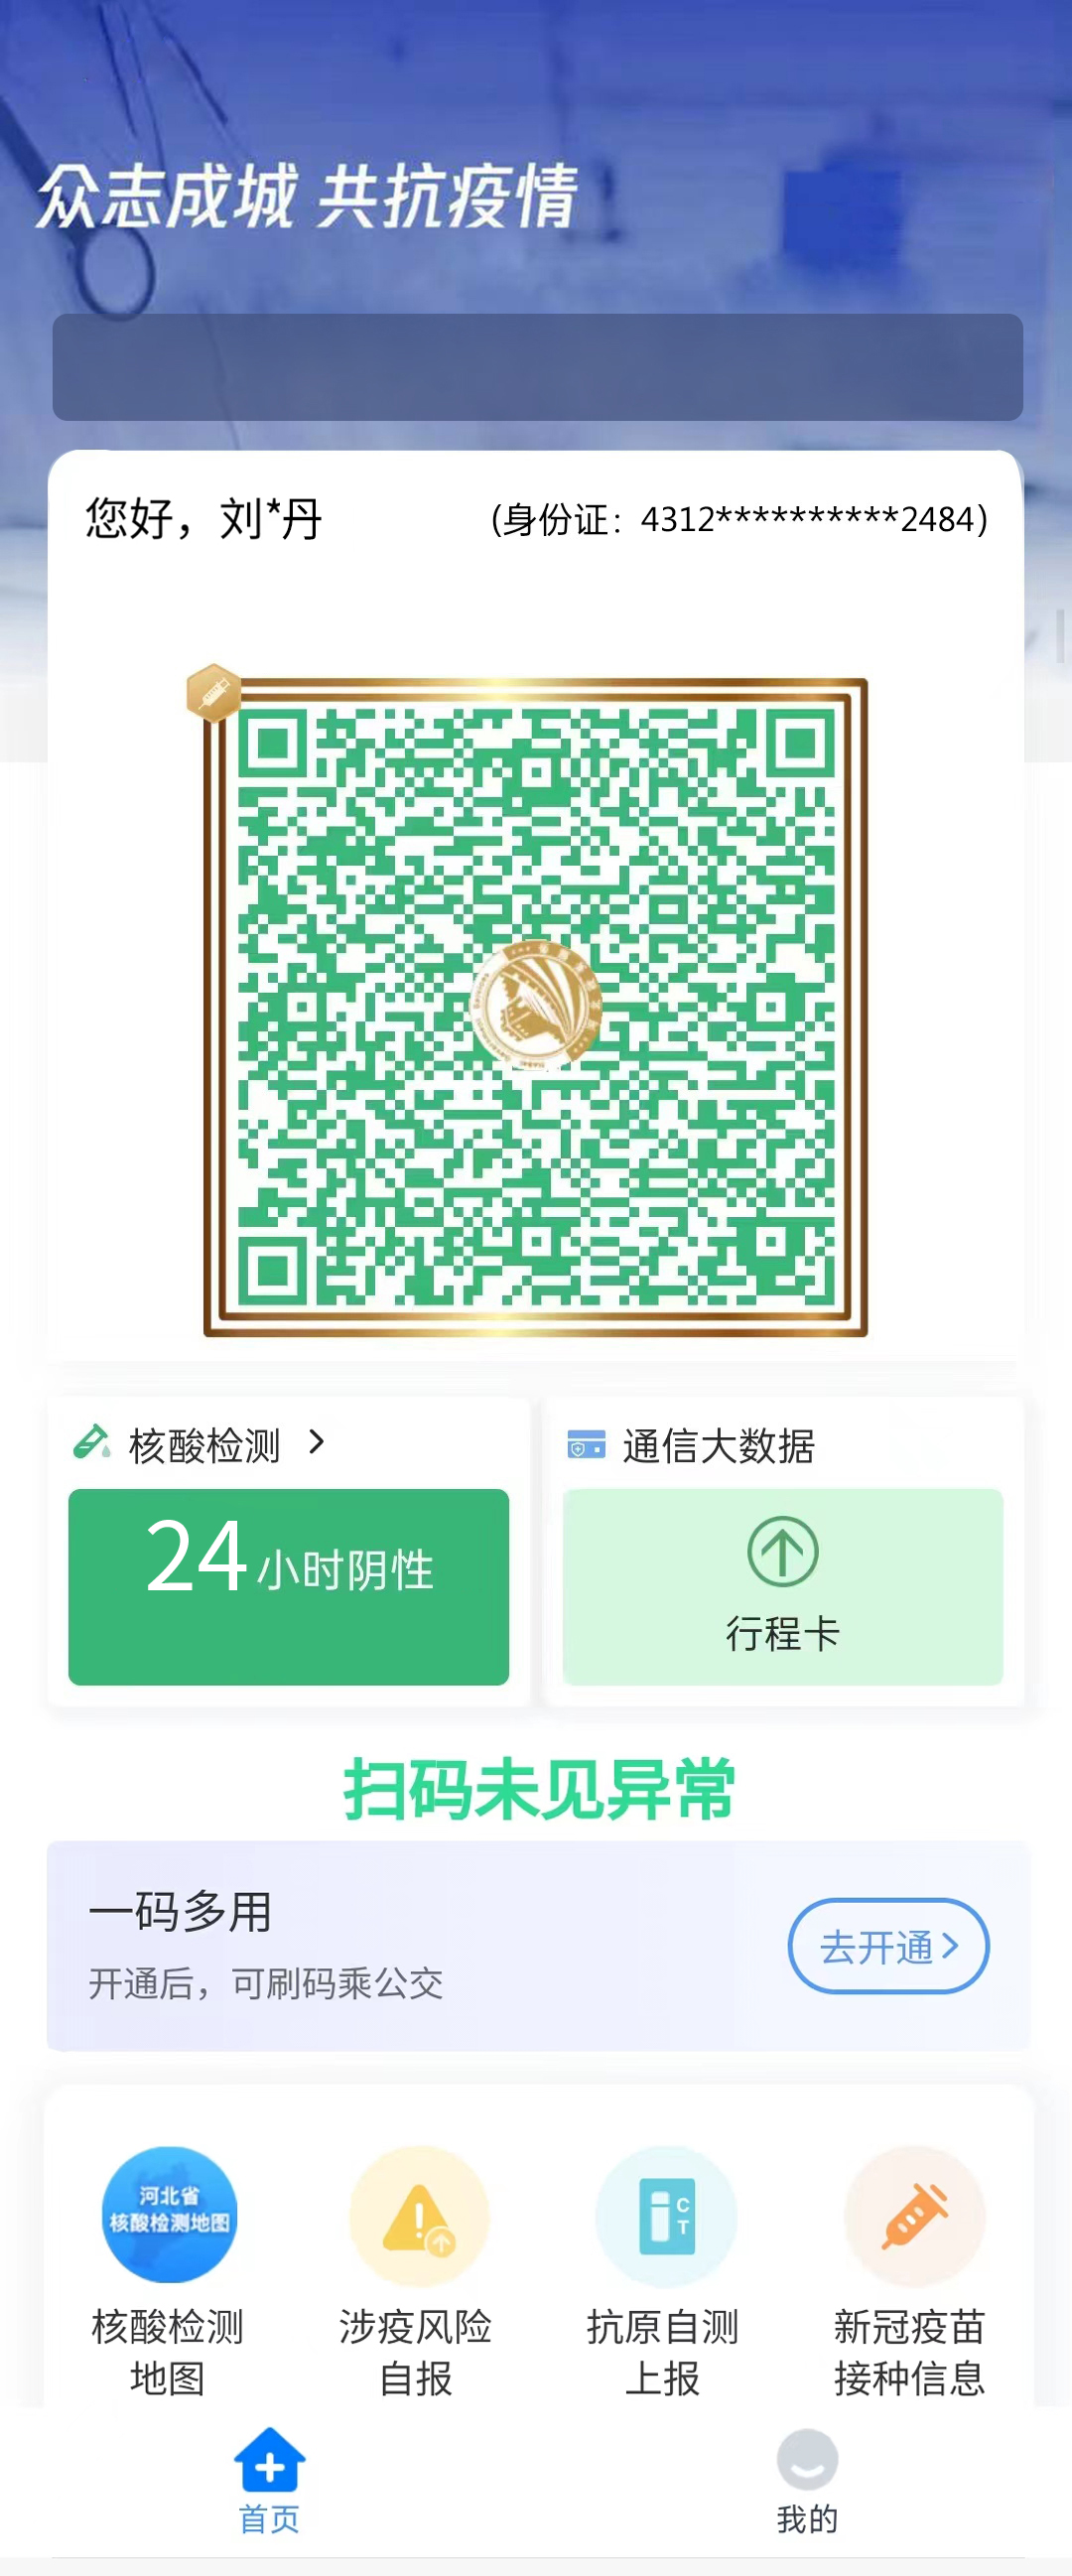 众志成城 共抗疫情
您好，刘*丹
(身份证：4312**********2484)
核酸检测 >
通信大数据
24小时阴性
行程卡
扫码未见异常
一码多用
去开通>
开通后，可刷码乘公交
河北省
核酸检测地图
C
T
核酸检测
地图
涉疫风险
自报
抗原自测
上报
新冠疫苗
接种信息
首页
我的